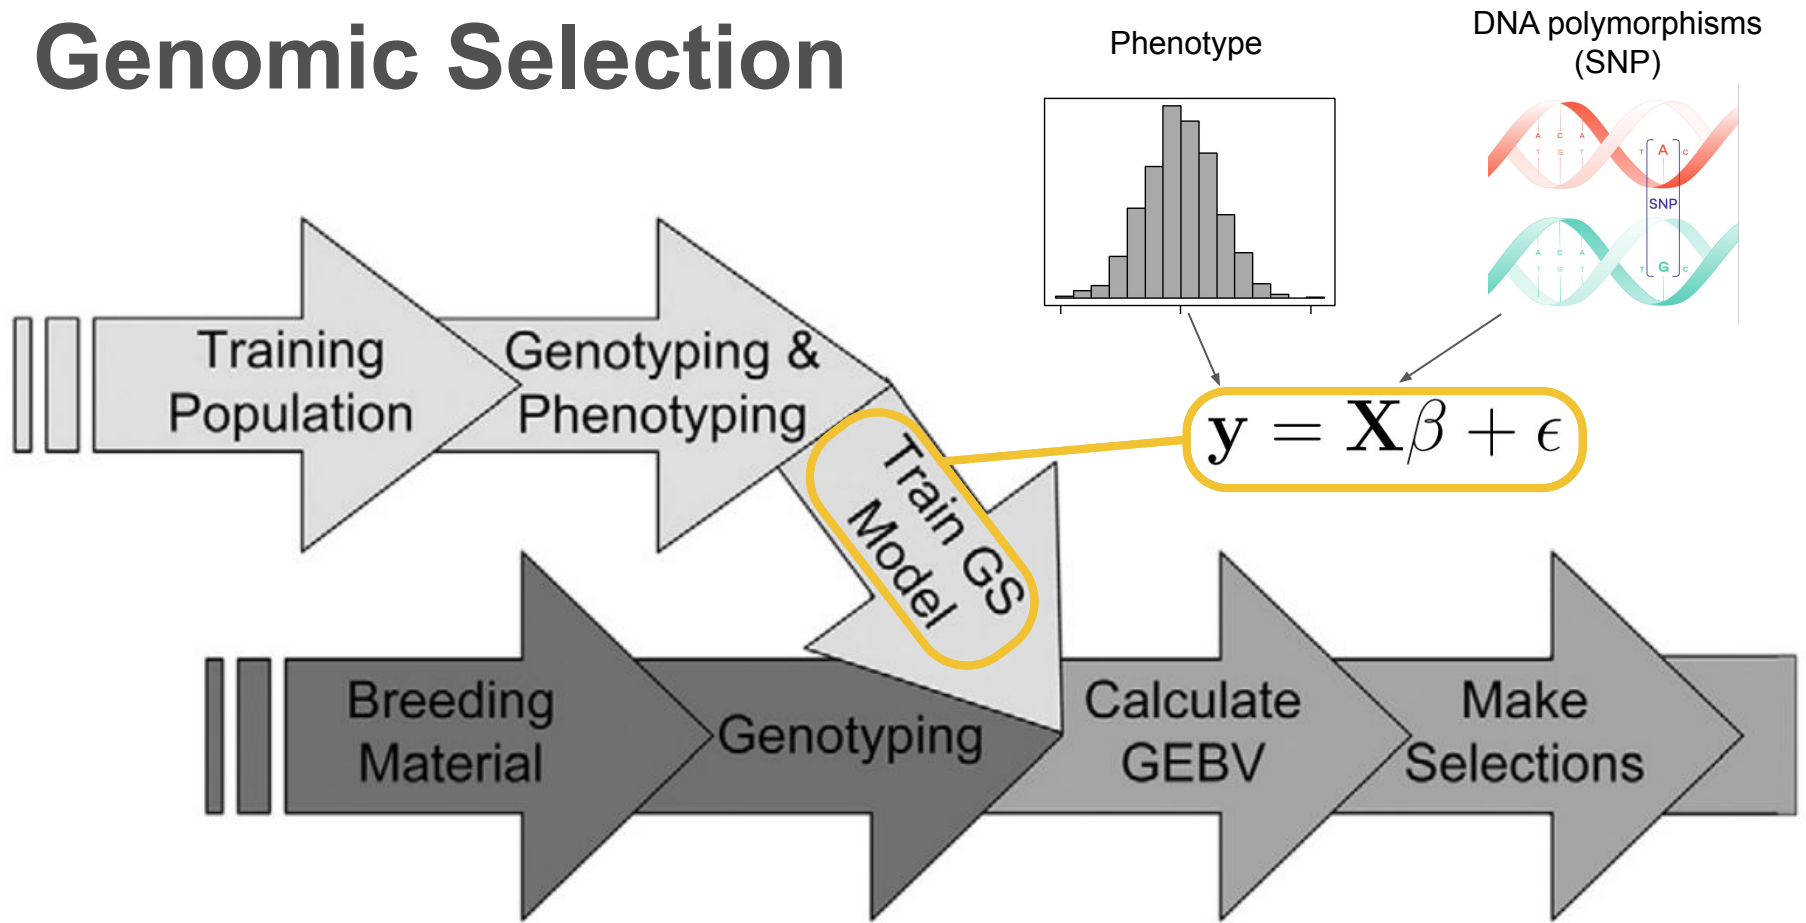 Genomic Selection
Phenotype
DNA polymorphisms
(SNP)
A C A
T G T
T A C
SNP
A C A
T G T
T G C
Training
Population
Genotyping &
Phenotyping
y = Xβ + ϵ
Train GS
Model
Breeding
Material
Genotyping
Calculate
GEBV
Make
Selections